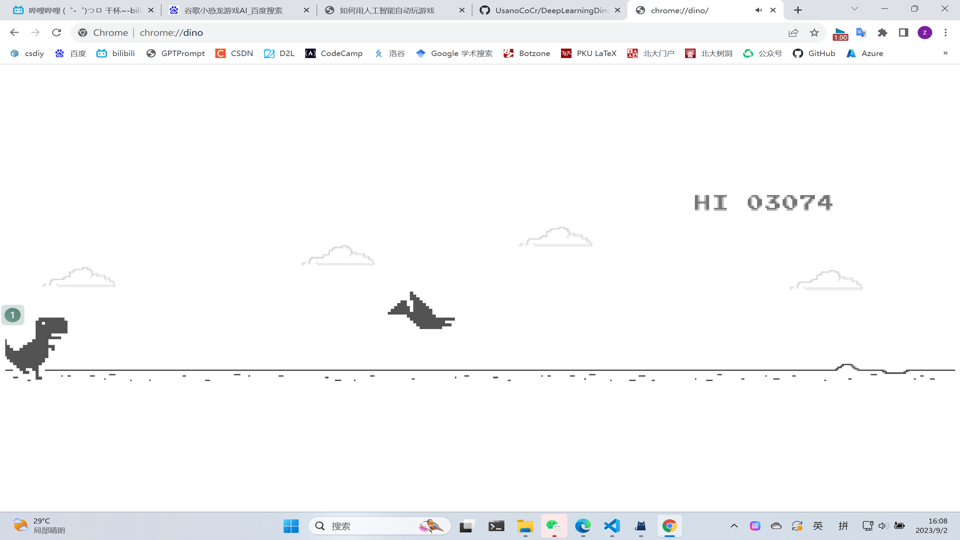 哔哩哔哩 (゜-゜)つロ 干杯~-bili
谷歌小恐龙游戏AI_百度搜索
如何用人工智能自动玩游戏
UsanoCoCr/DeepLearningDin
chrome://dino/
Chrome | chrome://dino
1.00
z
csdiy
百度
bilibili
GPTPrompt
CSDN
D2L
CodeCamp
洛谷
Google 学术搜索
Botzone
PKU LaTeX
北大门户
北大树洞
公众号
GitHub
Azure
»
HI 03074
1
29°C
局部晴朗
搜索
英
拼
16:08
2023/9/2